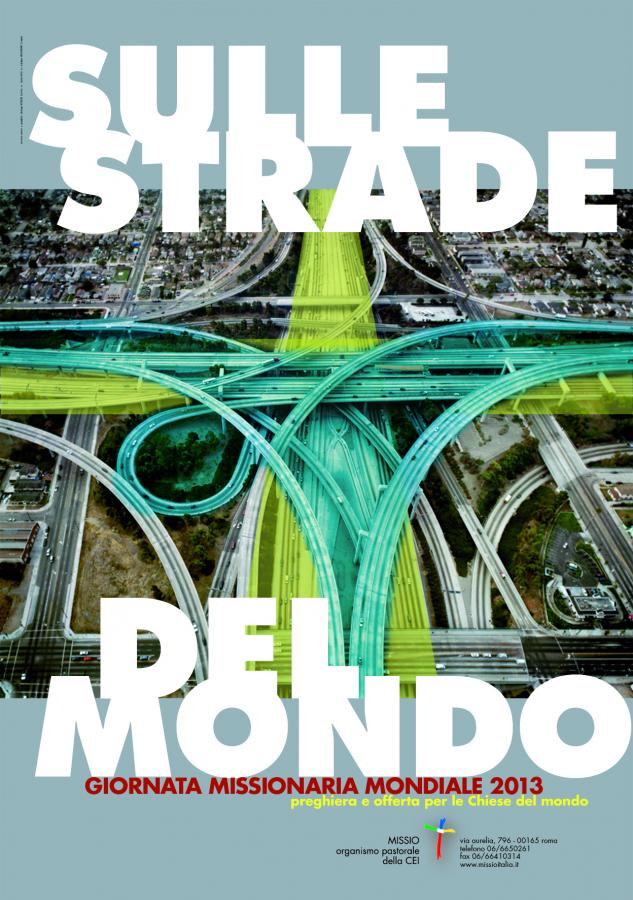 SULLE
STRADE
DEL
MONDO
GIORNATA MISSIONARIA MONDIALE 2013
preghiera e offerta per le Chiese del mondo
MISSIO
organismo pastorale
della CEI
via aurelia, 796 - 00165 roma
telefono 06/6650261
fax 06/66410314
www.missioitalia.it